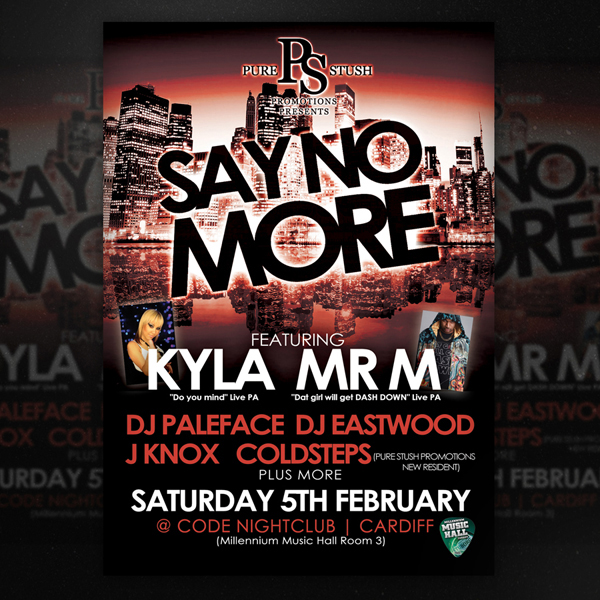 PS
PURE STUSH
PROMOTIONS
PRESENTS
SAY NO
MORE
FEATURING
KYLA MR M
"Do you mind" Live PA "Dat girl will get DASH DOWN" Live PA
DJ PALEFACE DJ EASTWOOD
J KNOX COLDSTEPS (PURE STUSH PROMOTIONS
NEW RESIDENT)
PLUS MORE
SATURDAY 5TH FEBRUARY
@ CODE NIGHTCLUB | CARDIFF
(Millennium Music Hall Room 3)
MILLENNIUM
MUSIC
HALL